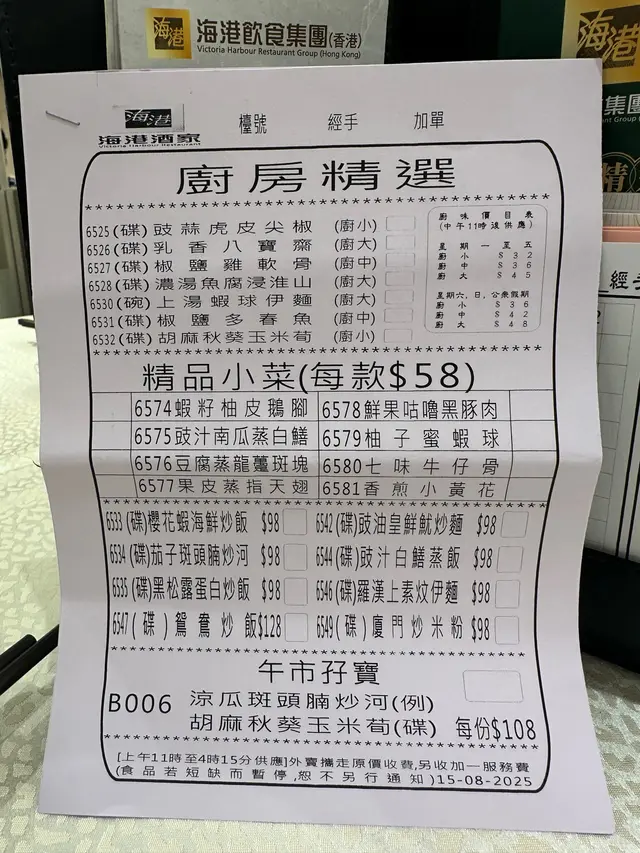 海港飲食集團(香港)
Victoria Harbour Restaurant Group (Hong Kong)
海港
海港
集團
海港酒家
Victoria Harbour Restaurant
檯號 經手 加單
廚房精選
6525(碟)豉蒜虎皮尖椒 (廚小)
6526(碟)乳香八寶齋 (廚大)
6527(碟)椒鹽雞軟骨 (廚中)
6528(碟)濃湯魚腐浸淮山 (廚大)
6530(碗)上湯蝦球伊麵 (廚大)
6531(碟)椒鹽多春魚 (廚中)
6532(碟)胡麻秋葵玉米荀 (廚小)
廚味價目表
(中午11時後供應)
星期一至五
廚小 $32
廚中 $36
廚大 $45
星期六,日,公衆假期
廚小 $36
廚中 $42
廚大 $48
精品小菜(每款$58)
6574蝦籽柚皮鵝腳 6578鮮果咕嚕黑豚肉
6575豉汁南瓜蒸白鱔 6579柚子蜜蝦球
6576豆腐蒸龍躉斑塊 6580七味牛仔骨
6577果皮蒸指天翅 6581香煎小黃花
6533(碟)櫻花蝦海鮮炒飯 $98 6542(碟)豉油皇鮮魷炒麵 $98
6534(碟)茄子斑頭腩炒河 $98 6544(碟)豉汁白鱔蒸飯 $98
6535(碟)黑松露蛋白炒飯 $98 6546(碟)羅漢上素炆伊麵 $98
6547(碟)鴛鴦炒飯$128 6549(碟)廈門炒米粉 $98
午市孖寶
B006 涼瓜斑頭腩炒河(例)
胡麻秋葵玉米荀(碟) 每份$108
[上午11時至4時15分供應]外賣攜走原價收費,另收加一服務費
(食品若短缺而暫停,恕不另行通知)15-08-2025
經手
精